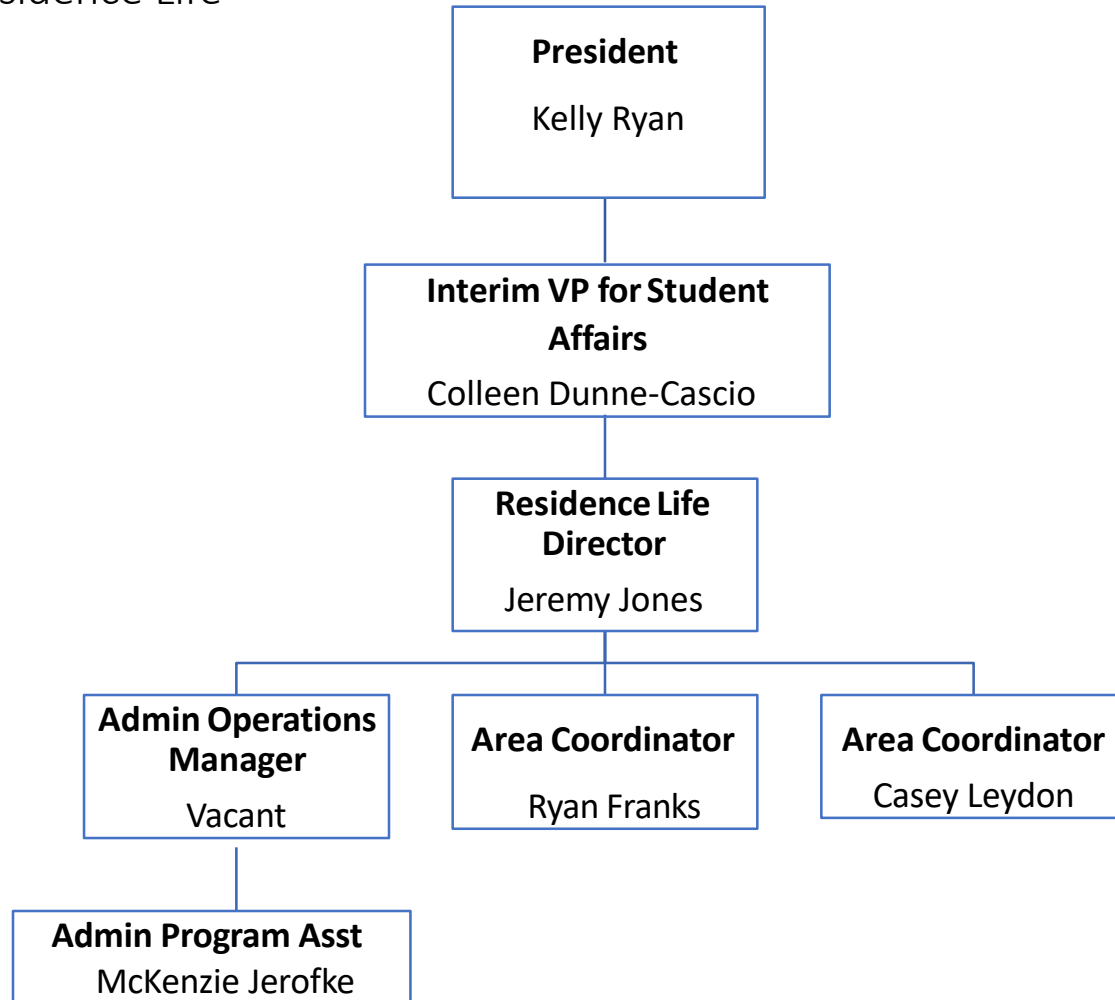 Life
President
Kelly Ryan
Interim VP for Student
Affairs
Colleen Dunne-Cascio
Residence Life
Director
Jeremy Jones
Admin Operations
Manager
Vacant
Area Coordinator
Ryan Franks
Area Coordinator
Casey Leydon
Admin Program Asst
McKenzie Jerofke